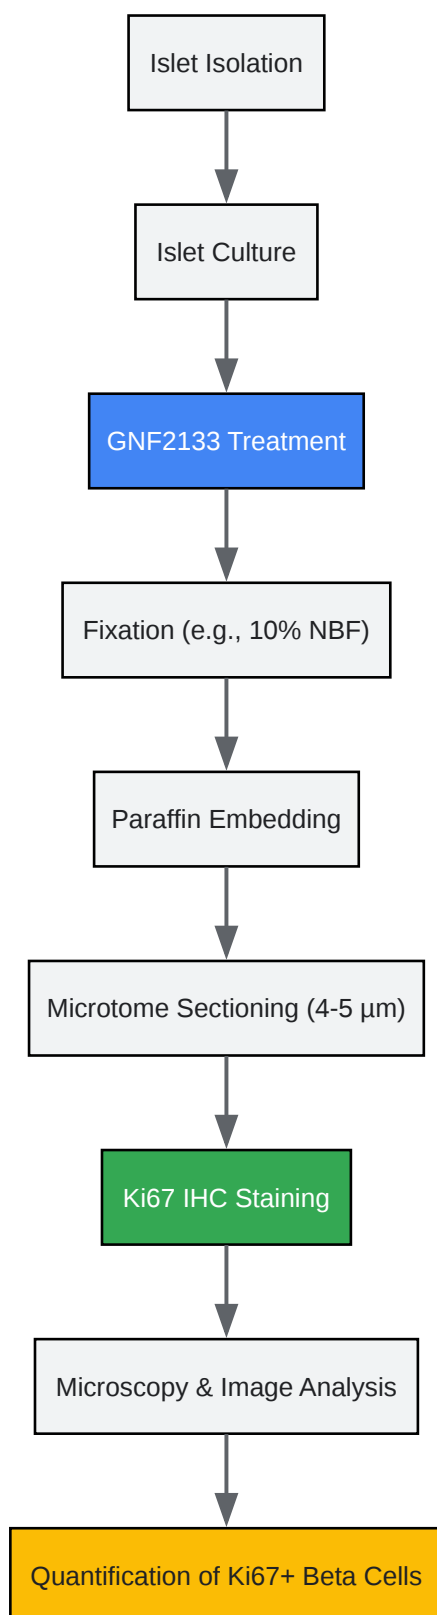 Islet Isolation
Islet Culture
GNF2133 Treatment
Fixation (e.g., 10% NBF)
Paraffin Embedding
Microtome Sectioning (4-5 µm)
Ki67 IHC Staining
Microscopy & Image Analysis
Quantification of Ki67+ Beta Cells